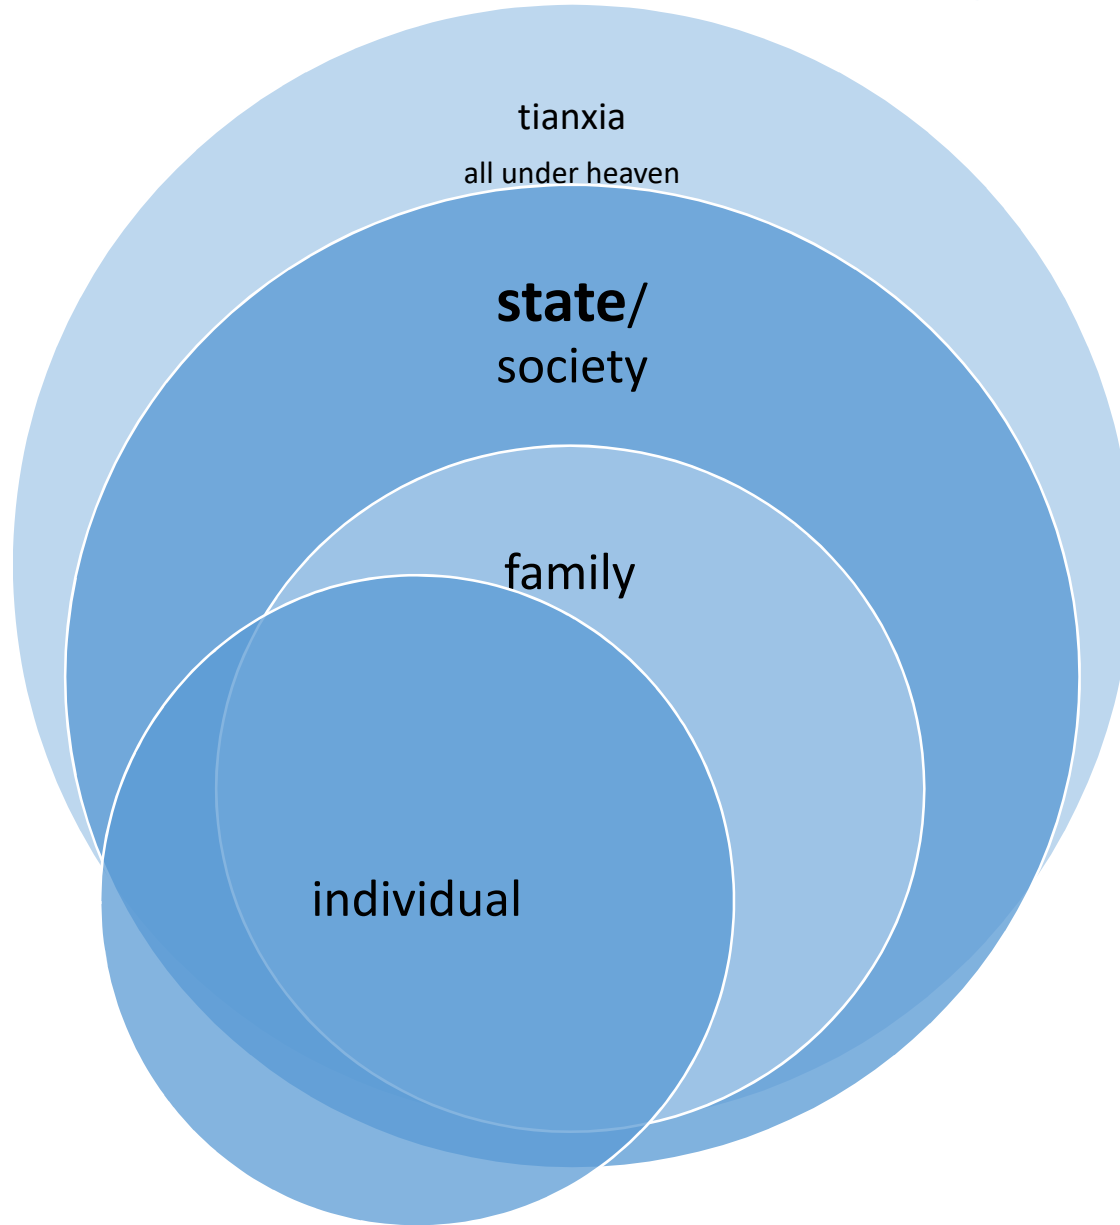 tianxia
all under heaven
state/
society
family
individual